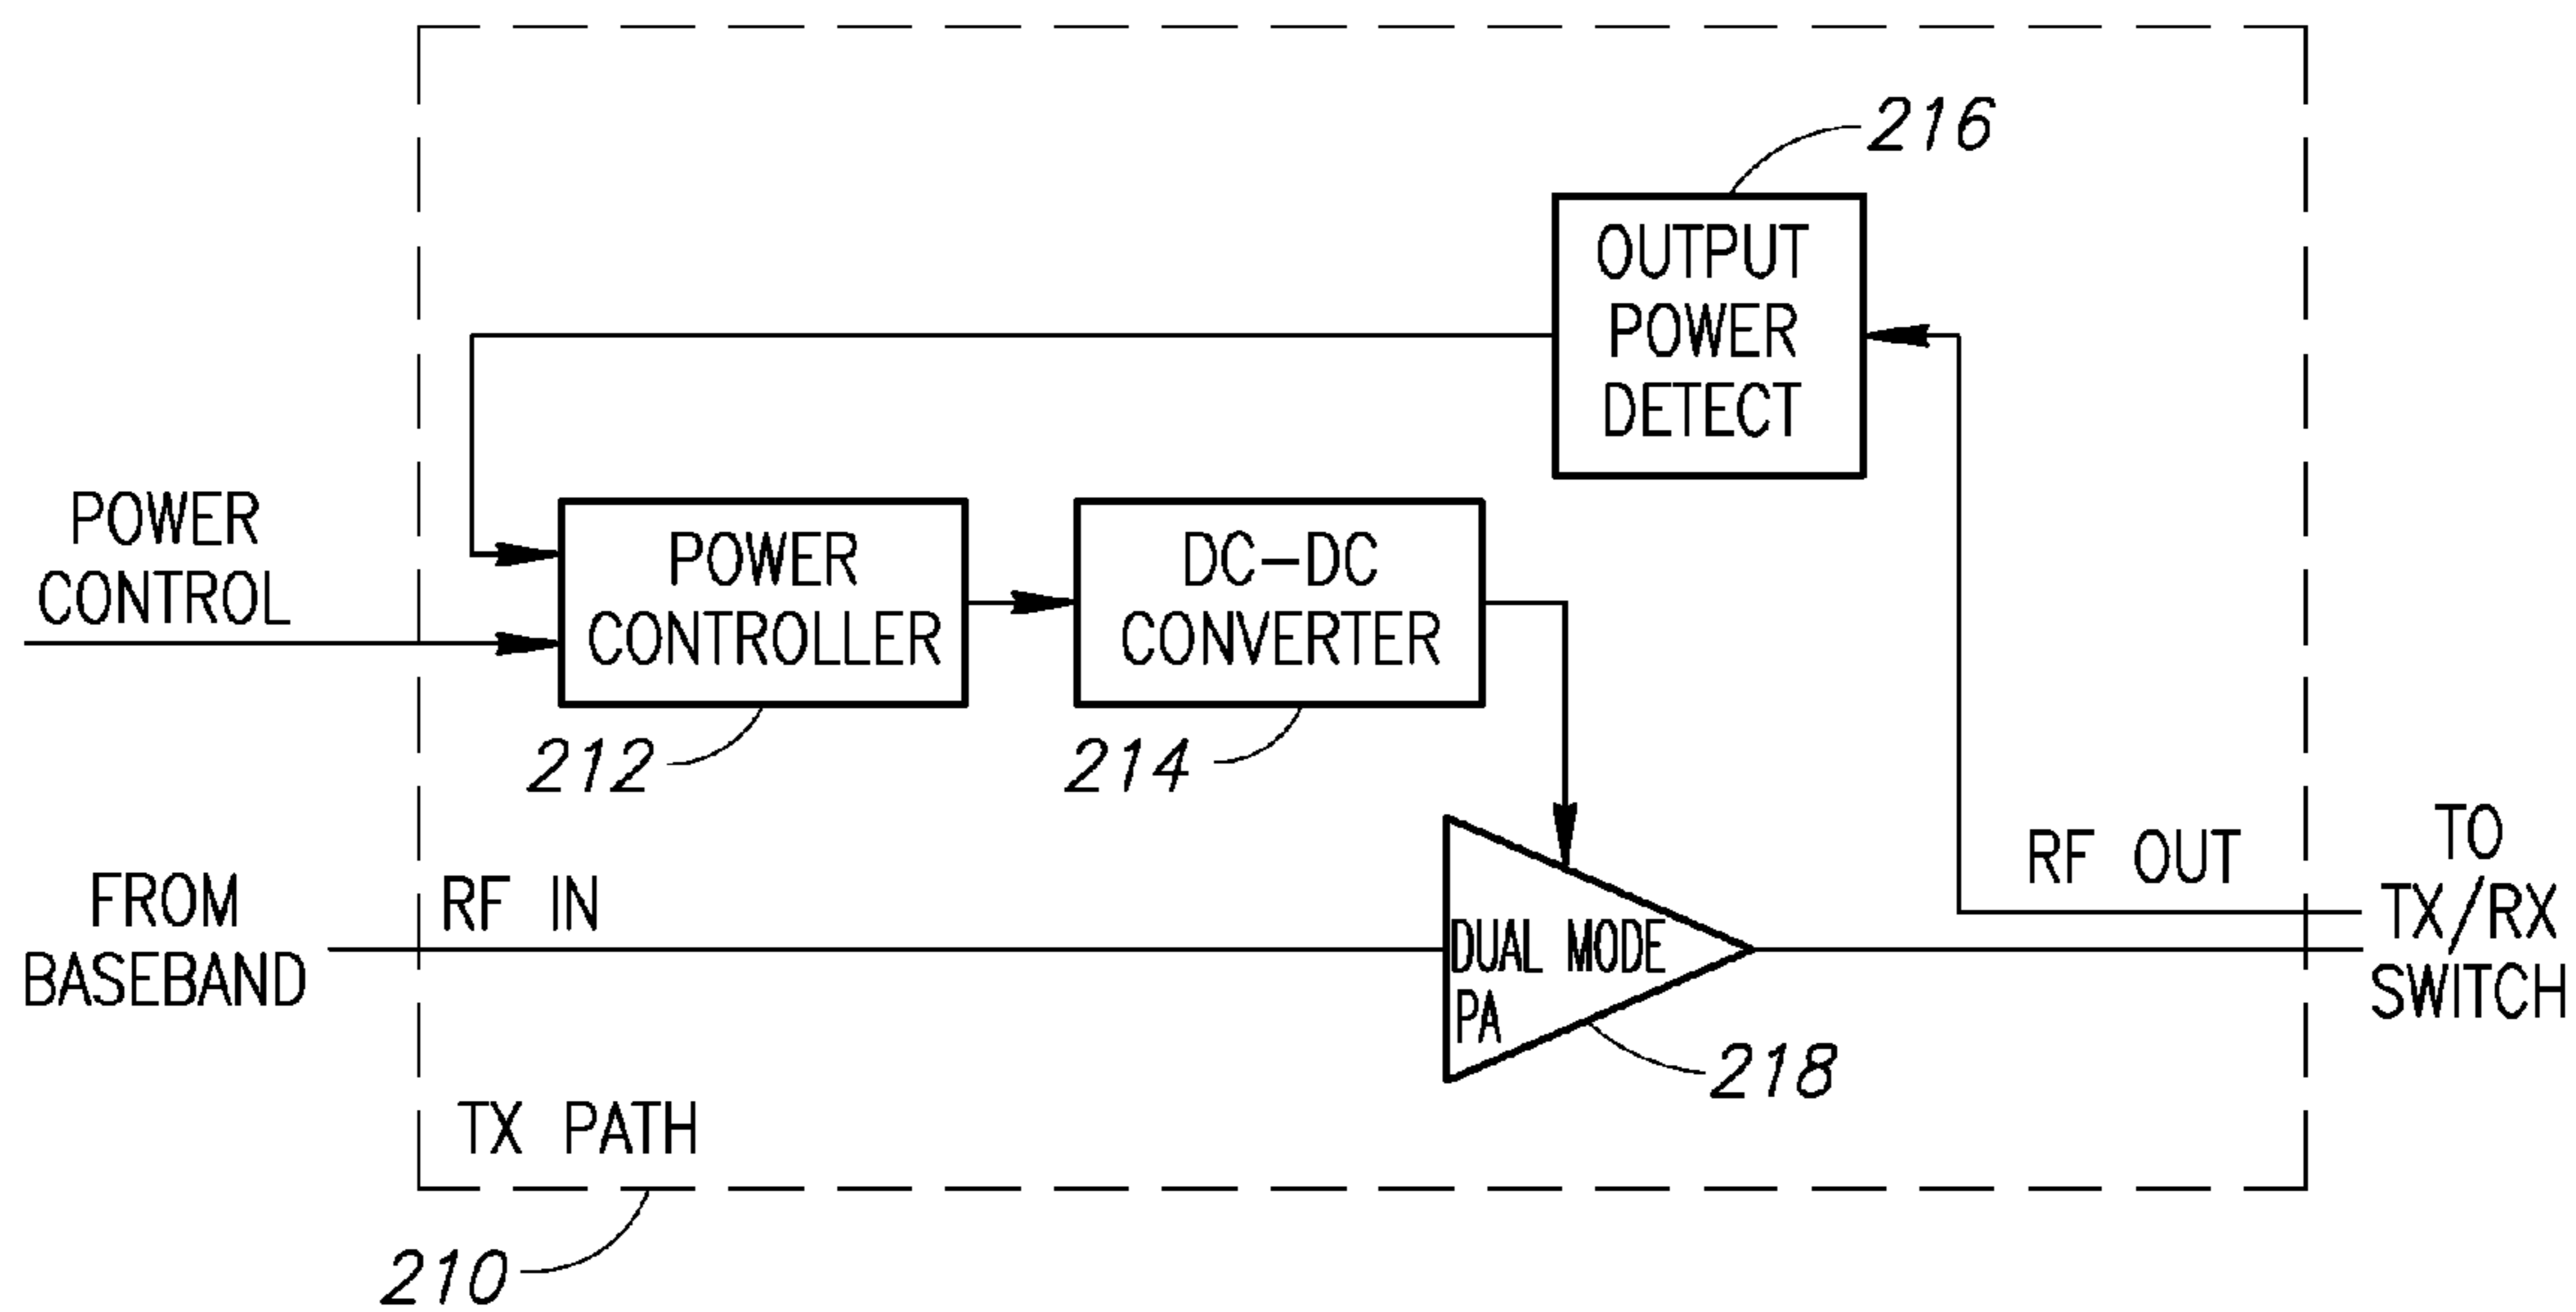 216
OUTPUT
POWER
DETECT
POWER
CONTROL
POWER
CONTROLLER
DC-DC
CONVERTER
212
214
FROM
BASEBAND
RF IN
DUAL MODE
PA
218
RF OUT
TO
TX/RX
SWITCH
TX PATH
210